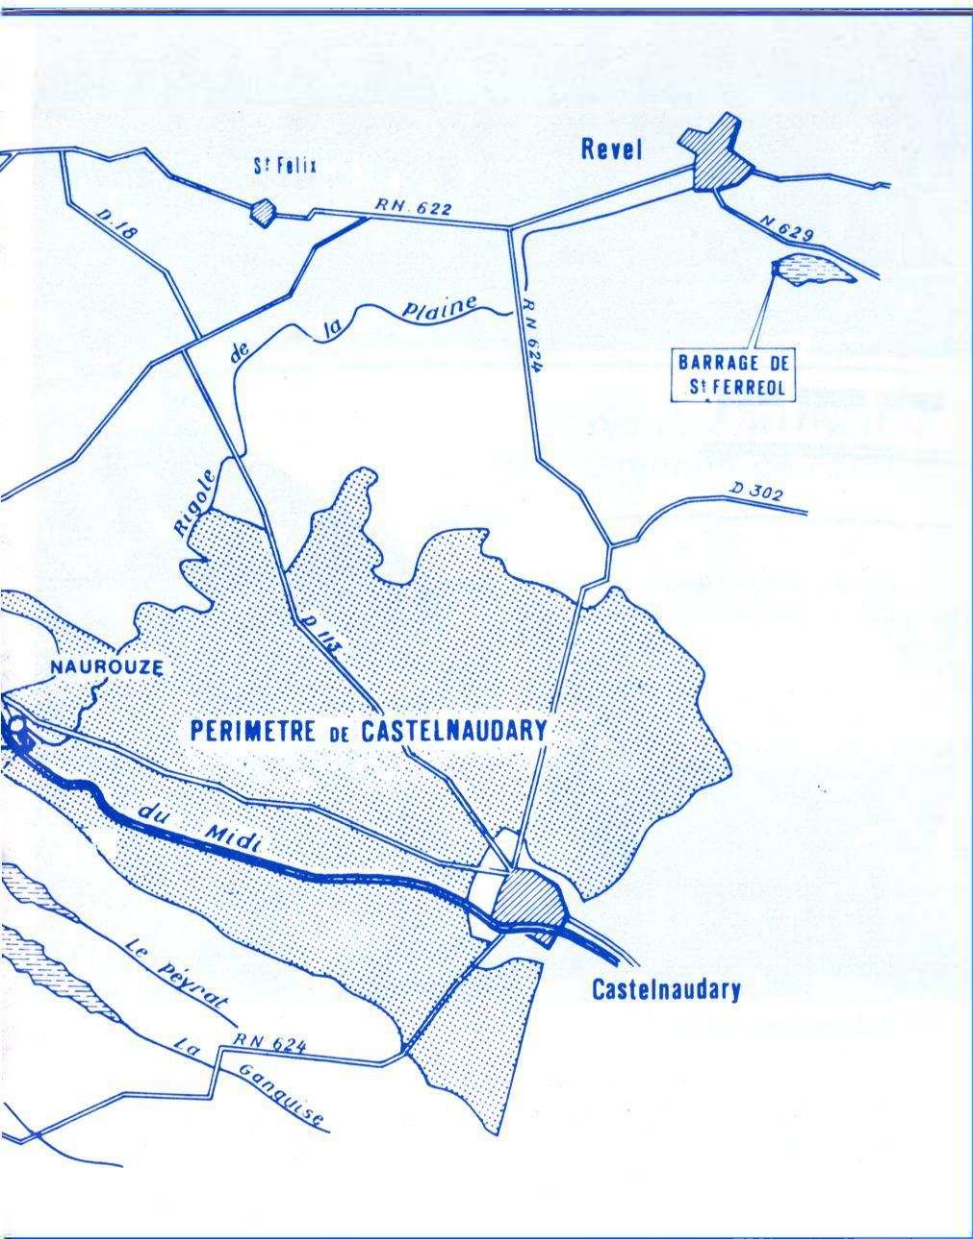 Revel
St Felix
RN. 622
D. 18
N 629
Rigole de la Plaine
RN 624
BARRAGE DE
St FERREOL
D 302
D 113
NAUROUZE
PERIMETRE DE CASTELNAUDARY
du Midi
Castelnaudary
Le péyrat
La Ganguise
RN 624